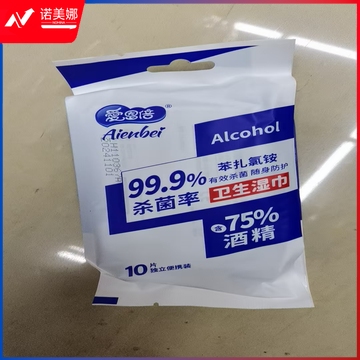 诺美娜
愛恩倍®
Aienbei
Alcohol
苯扎氯铵
有效杀菌 随身防护
99.9%
杀菌率
卫生湿巾
含75%
酒精
10片
独立便携装